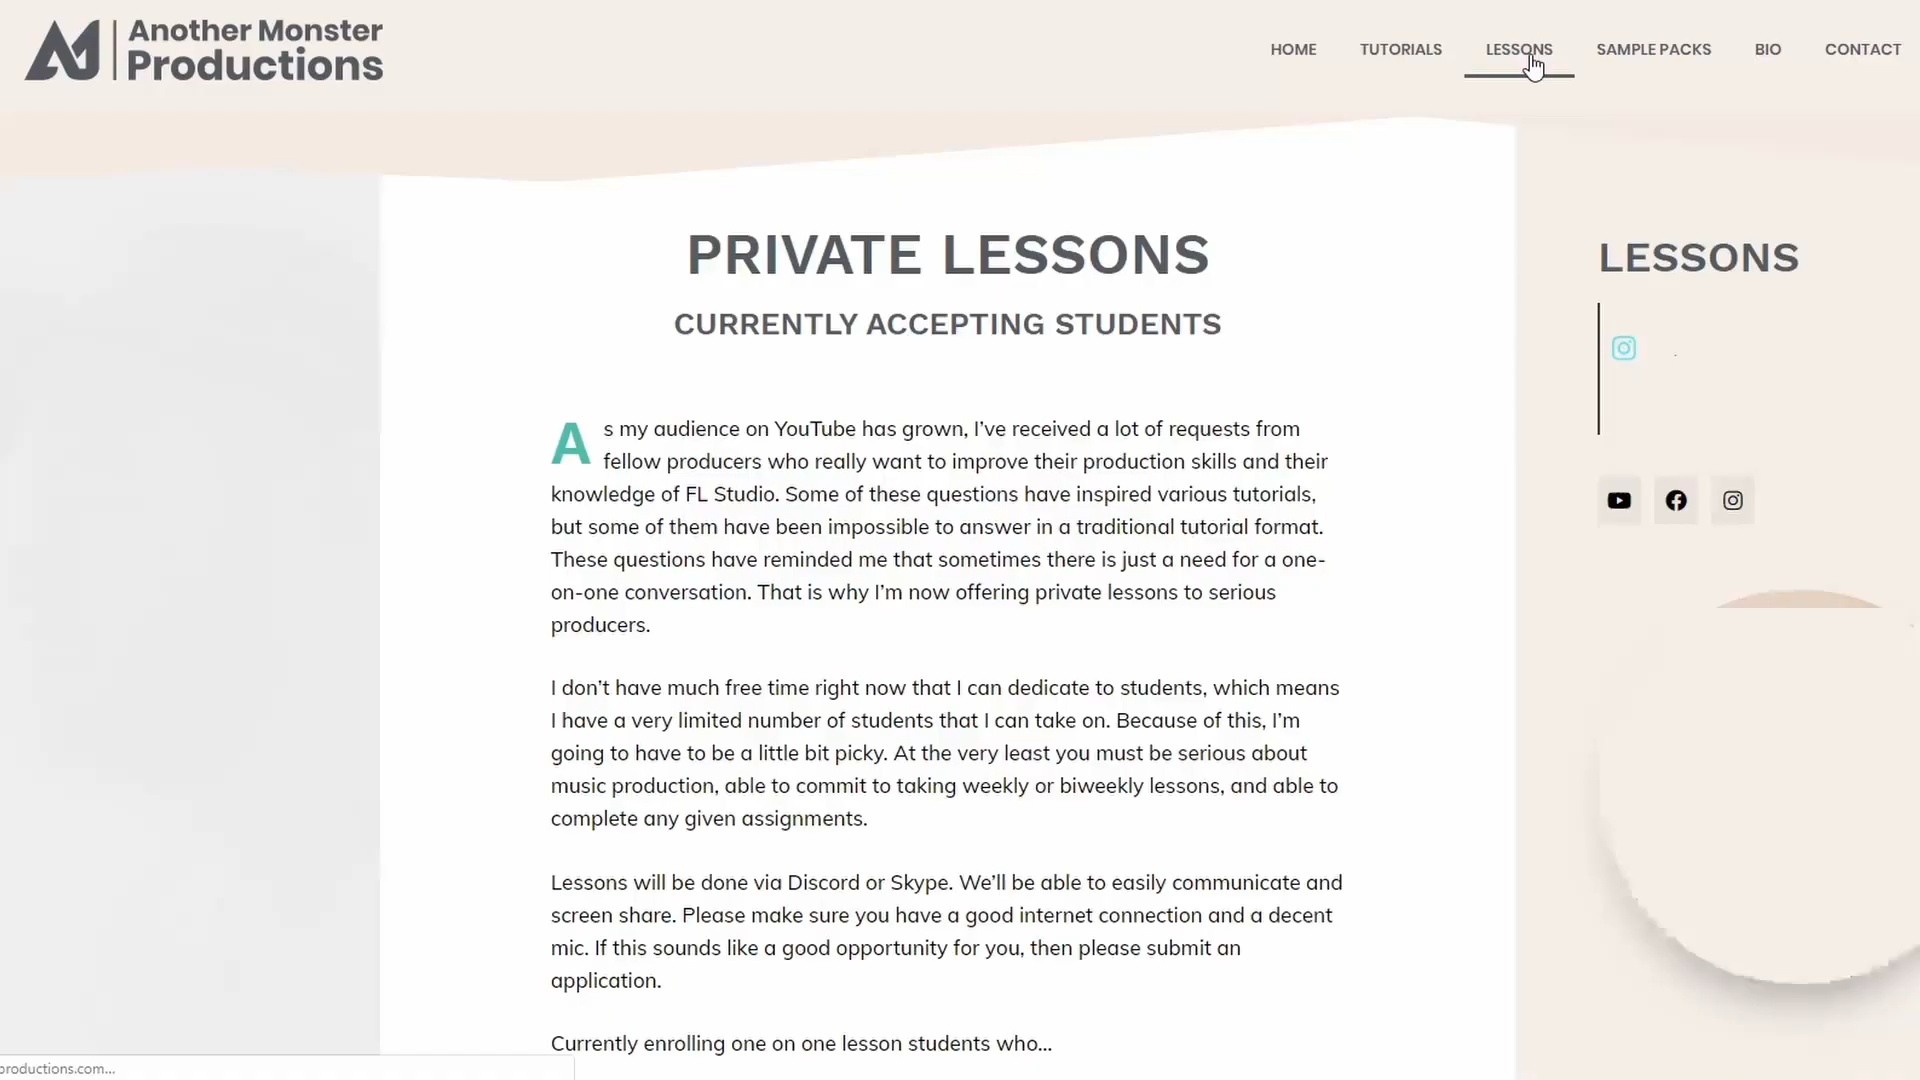 Another Monster
Productions
HOME TUTORIALS LESSONS SAMPLE PACKS BIO CONTACT
PRIVATE LESSONS
CURRENTLY ACCEPTING STUDENTS
As my audience on YouTube has grown, I’ve received a lot of requests from
fellow producers who really want to improve their production skills and their
knowledge of FL Studio. Some of these questions have inspired various tutorials,
but some of them have been impossible to answer in a traditional tutorial format.
These questions have reminded me that sometimes there is just a need for a one-
on-one conversation. That is why I’m now offering private lessons to serious
producers.
I don’t have much free time right now that I can dedicate to students, which means
I have a very limited number of students that I can take on. Because of this, I’m
going to have to be a little bit picky. At the very least you must be serious about
music production, able to commit to taking weekly or biweekly lessons, and able to
complete any given assignments.
Lessons will be done via Discord or Skype. We’ll be able to easily communicate and
screen share. Please make sure you have a good internet connection and a decent
mic. If this sounds like a good opportunity for you, then please submit an
application.
Currently enrolling one on one lesson students who...
LESSONS
productions.com...